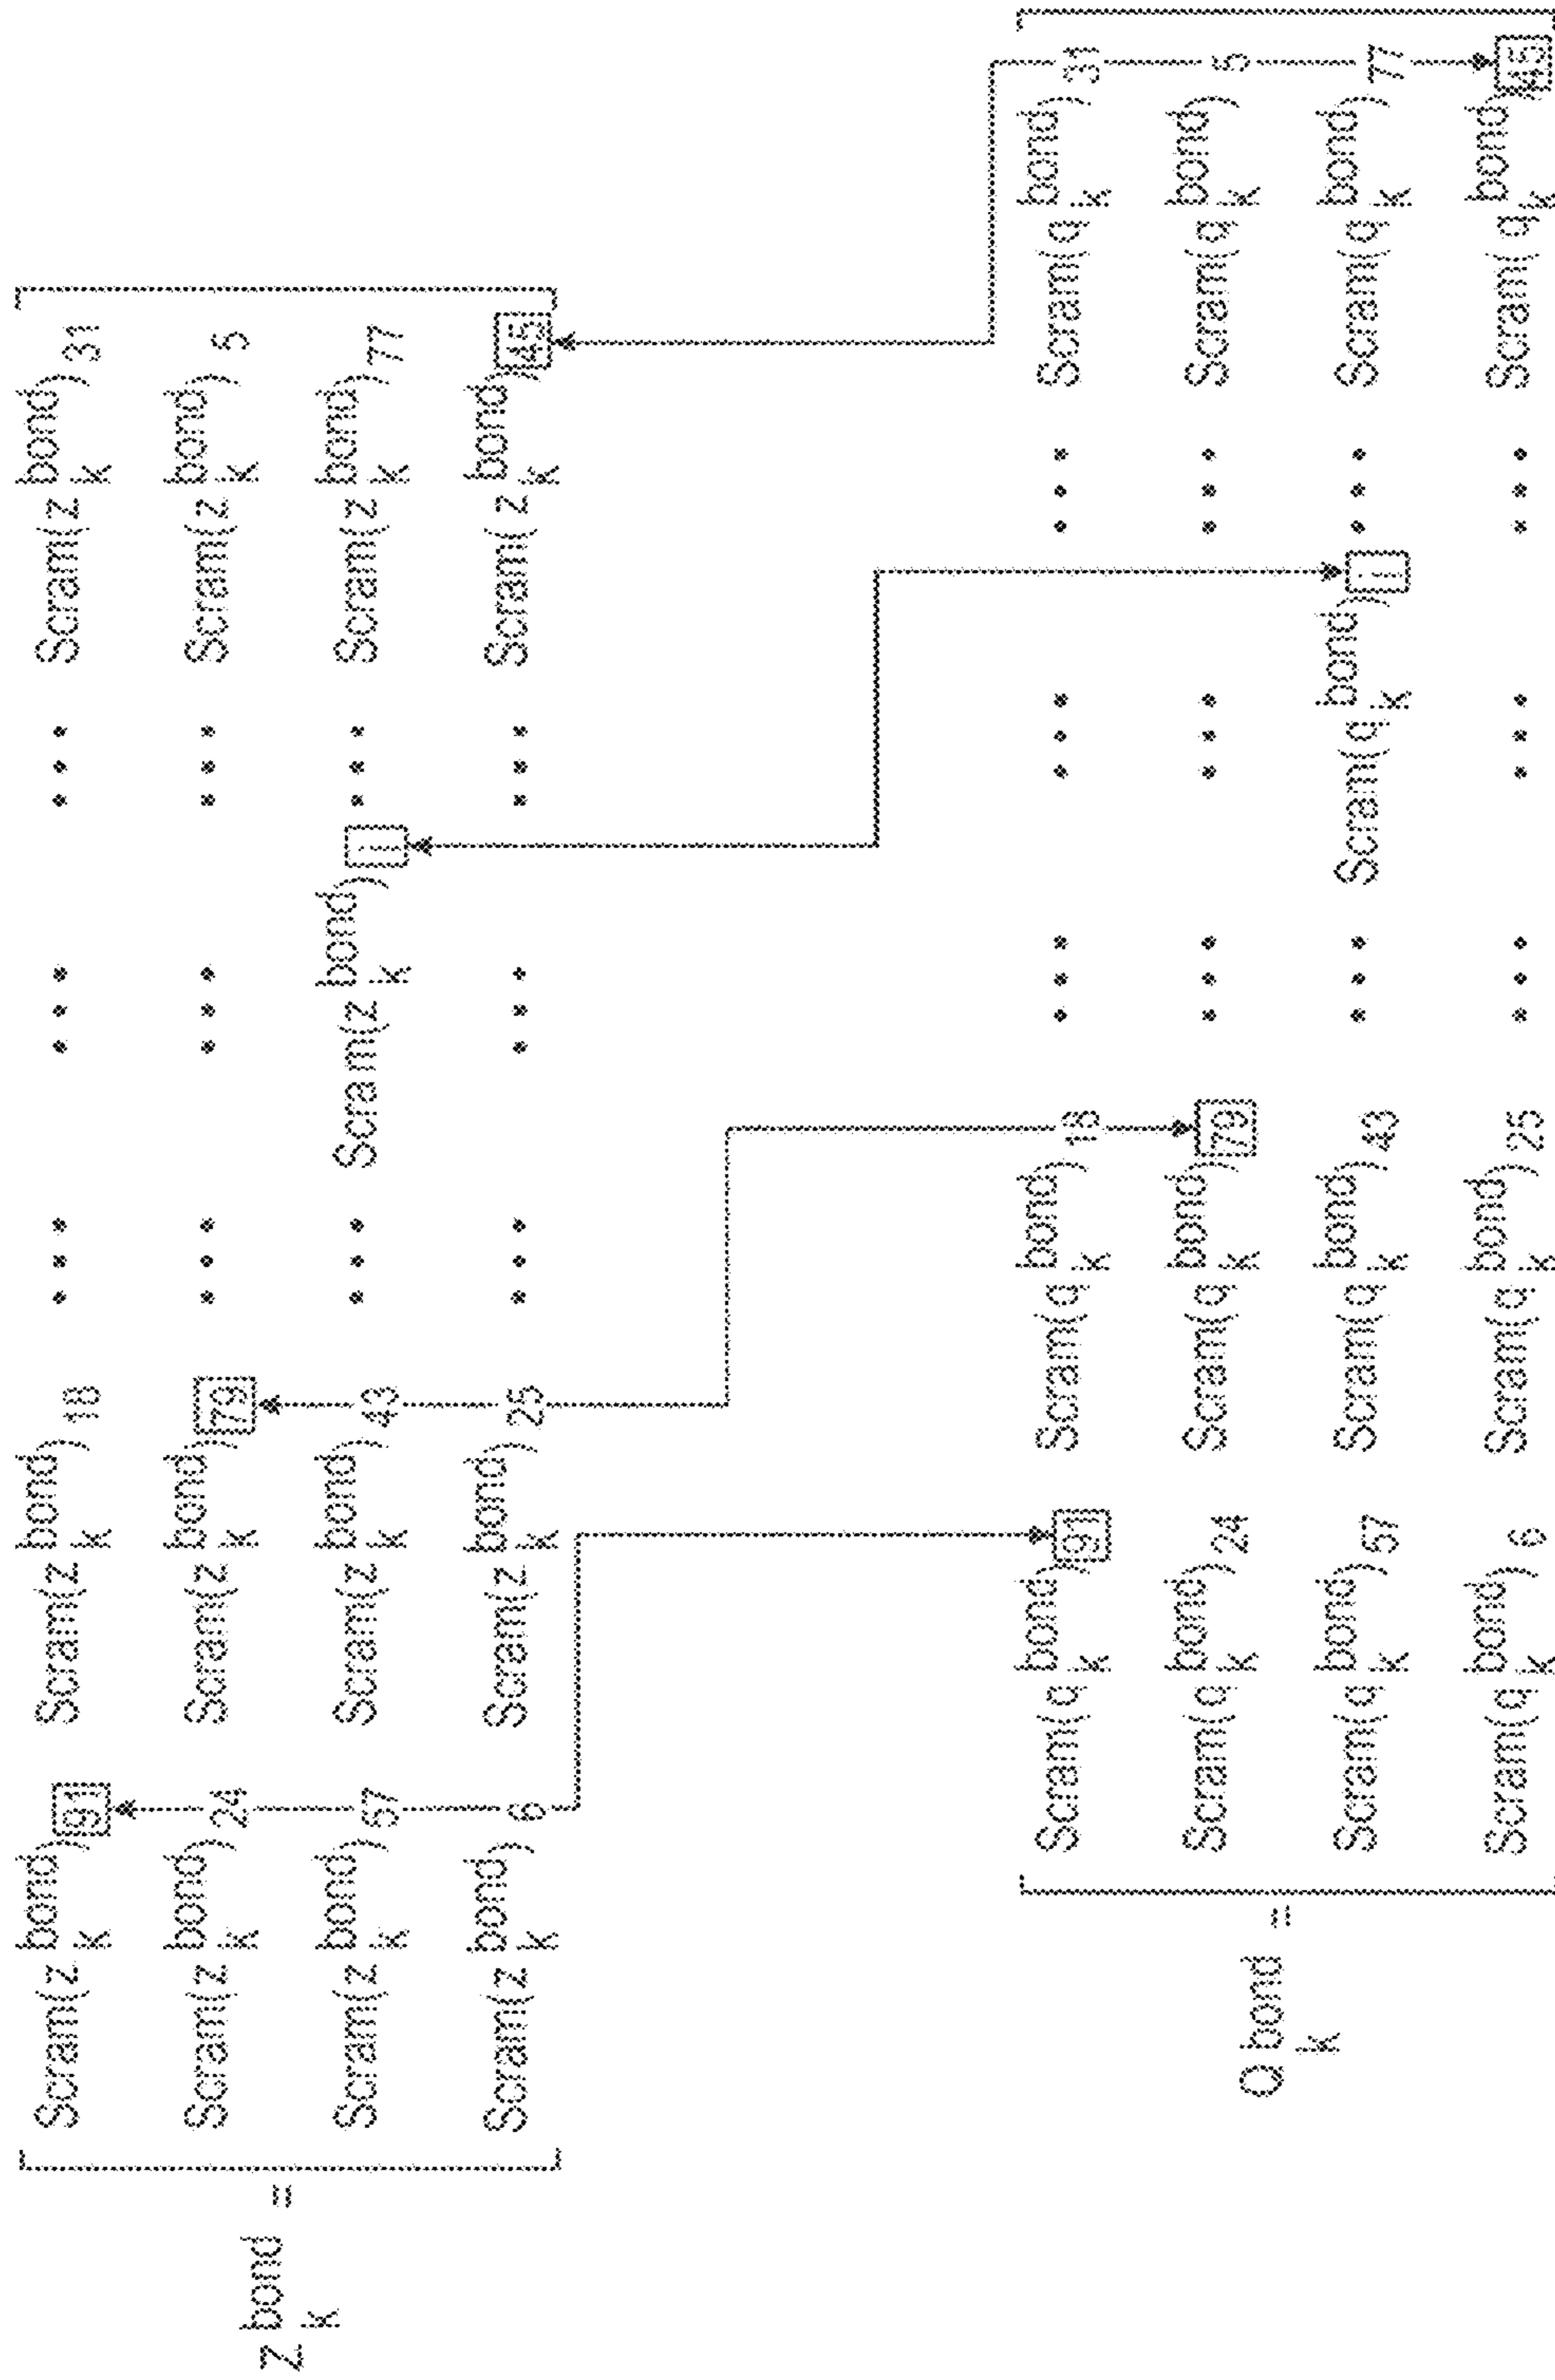 Z k bond =
Scram(z k bond) 91 Scram(z k bond) 18 ... ... ... Scram(z k bond) 31
Scram(z k bond) 24 Scram(z k bond) 79 ... ... ... Scram(z k bond) 5
Scram(z k bond) 57 Scram(z k bond) 43 ... Scram(z k bond) 1 ... Scram(z k bond) 77
Scram(z k bond) 6 Scram(z k bond) 25 ... ... ... Scram( z k bond) 45
Q k bond =
Scram(q k bond) 91 Scram(q k bond) 18 ... ... ... Scram(q k bond) 31
Scram(q k bond) 24 Scram(q k bond) 79 ... ... ... Scram(q k bond) 5
Scram(q k bond) 57 Scram(q k bond) 43 ... Scram(q k bond) 1 ... Scram(q k bond) 77
Scram(q k bond) 6 Scram(q k bond) 25 ... ... ... Scram( q k bond) 45